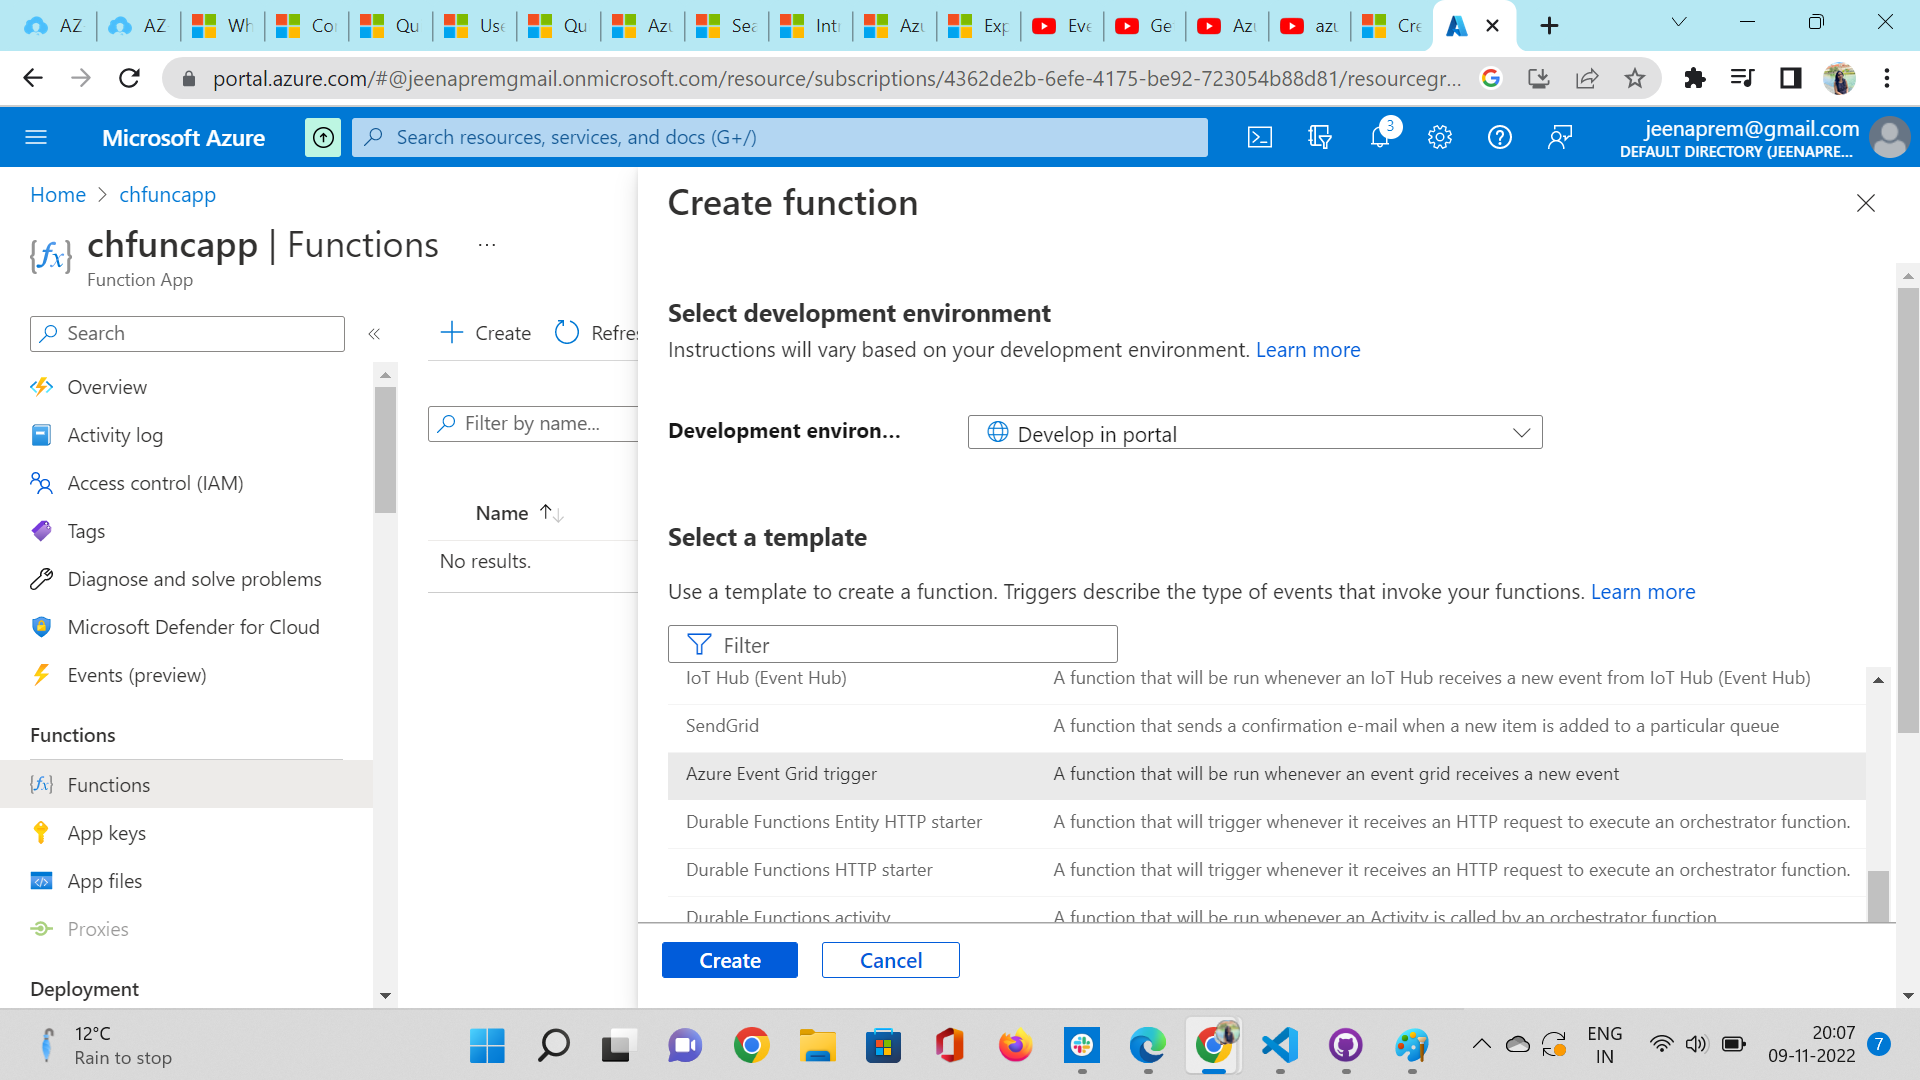 AZ
AZ
Wh
Cor
Qu
Use
Qu
Azu
Sea
Intr
Azu
Exp
Eve
Ge
Azu
azu
Cre
portal.azure.com/#@jeenapremgmail.onmicrosoft.com/resource/subscriptions/4362de2b-6efe-4175-be92-723054b88d81/resourcegr...
Microsoft Azure
Search resources, services, and docs (G+/)
3
jeenaprem@gmail.com
DEFAULT DIRECTORY (JEENAPRE...
Home > chfuncapp
chfuncapp | Functions ...
Function App
Search
Overview
Activity log
Access control (IAM)
Tags
Diagnose and solve problems
Microsoft Defender for Cloud
Events (preview)
Functions
Functions
App keys
App files
Proxies
Deployment
Create
Refres
Filter by name...
Name
No results.
Create function
Select development environment
Instructions will vary based on your development environment. Learn more
Development environ...
Develop in portal
Select a template
Use a template to create a function. Triggers describe the type of events that invoke your functions. Learn more
Filter
IoT Hub (Event Hub) A function that will be run whenever an IoT Hub receives a new event from IoT Hub (Event Hub)
SendGrid A function that sends a confirmation e-mail when a new item is added to a particular queue
Azure Event Grid trigger A function that will be run whenever an event grid receives a new event
Durable Functions Entity HTTP starter A function that will trigger whenever it receives an HTTP request to execute an orchestrator function.
Durable Functions HTTP starter A function that will trigger whenever it receives an HTTP request to execute an orchestrator function.
Durable Functions activity A function that will be run whenever an Activity is called by an orchestrator function
Create
Cancel
12°C
Rain to stop
ENG
IN
20:07
09-11-2022
7